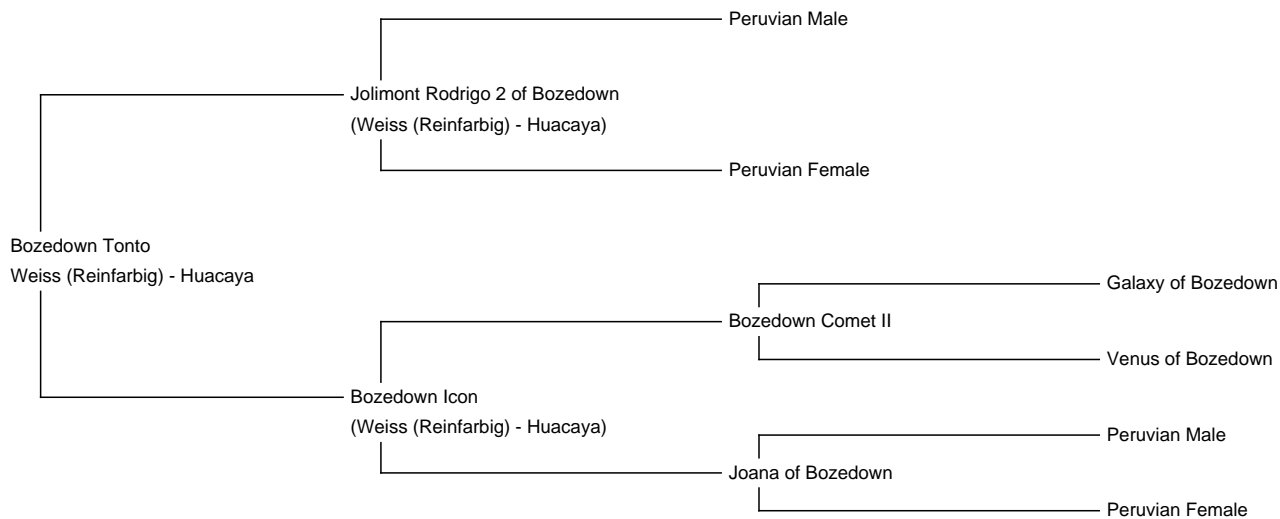 Peruvian Male
Jolimont Rodrigo 2 of Bozedown
(Weiss (Reinfarbig) - Huacaya)
Peruvian Female
Bozedown Tonto
Weiss (Reinfarbig) - Huacaya
Galaxy of Bozedown
Bozedown Comet II
Venus of Bozedown
Bozedown Icon
(Weiss (Reinfarbig) - Huacaya)
Peruvian Male
Joana of Bozedown
Peruvian Female